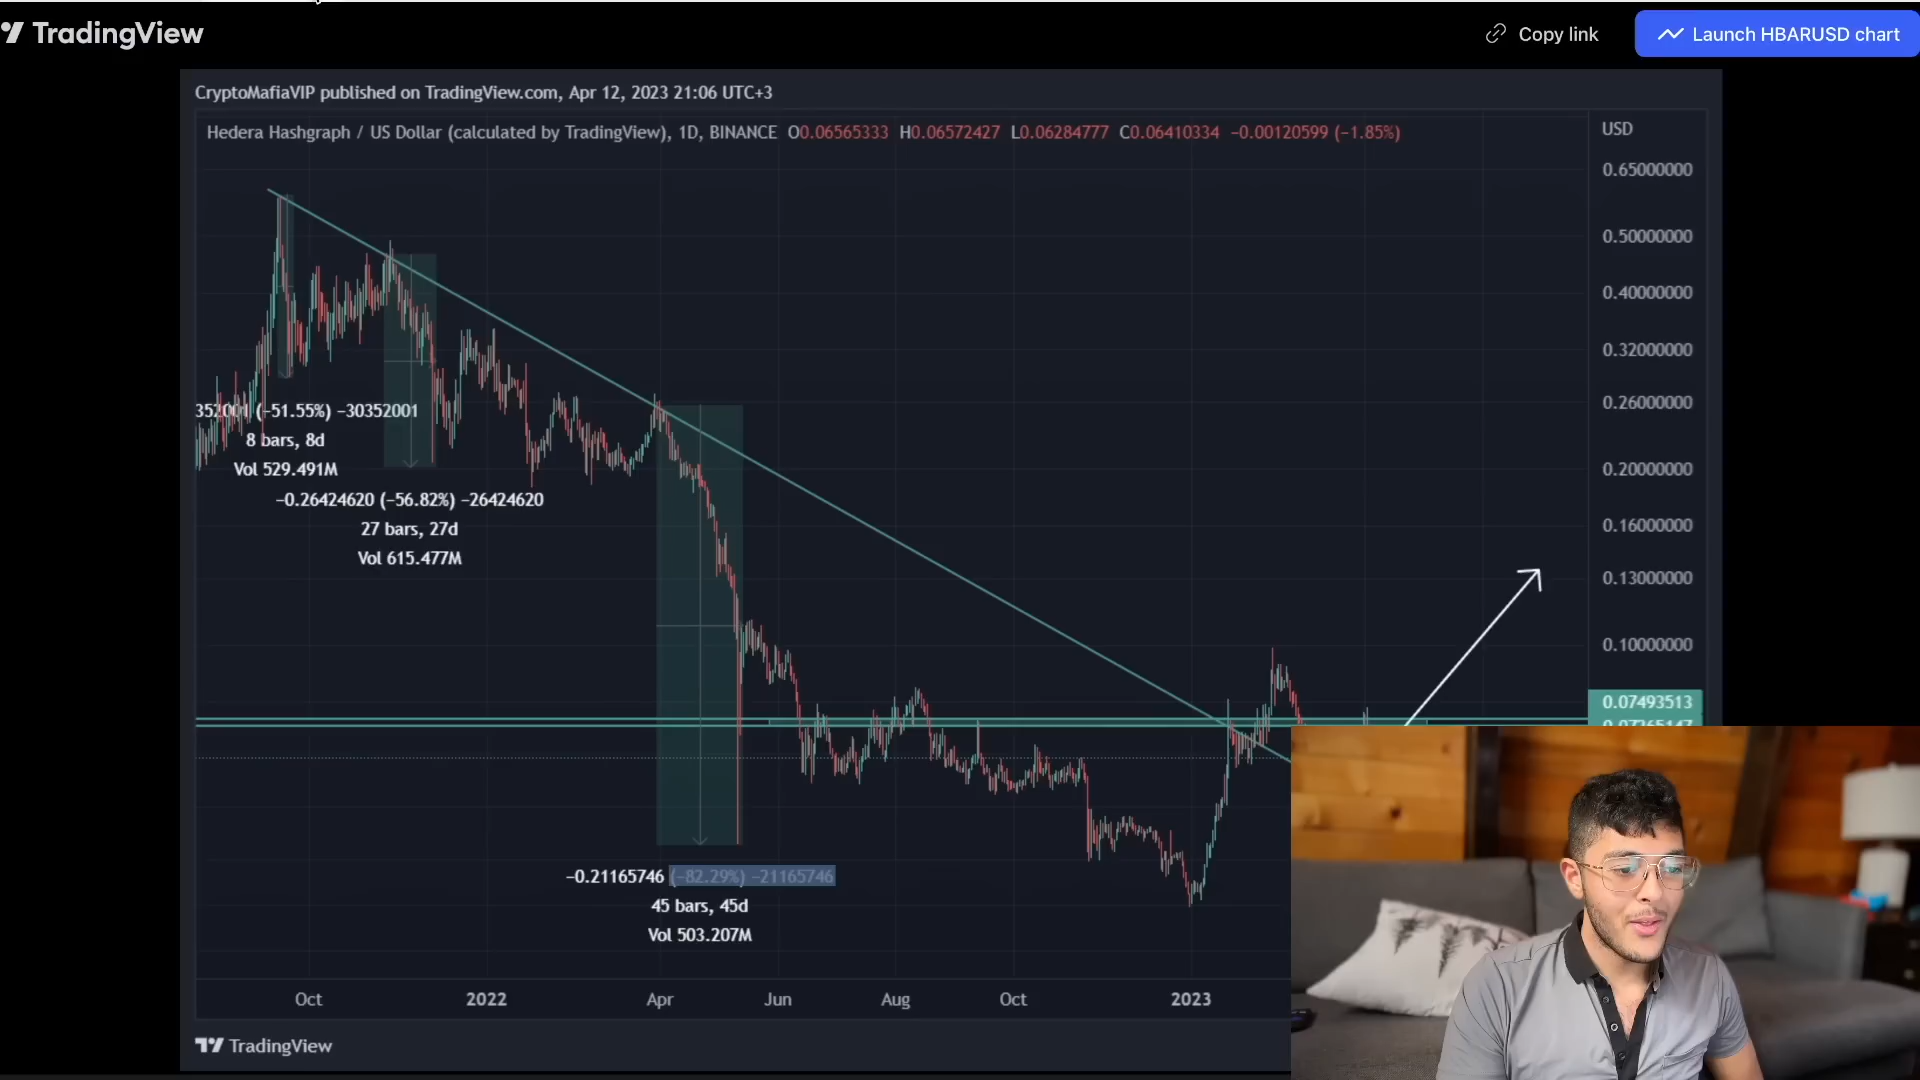 TradingView
Copy link
Launch HBARUSD chart
CryptoMafiaVIP published on TradingView.com, Apr 12, 2023 21:06 UTC+3
Hedera Hashgraph / US Dollar (calculated by TradingView), 1D, BINANCE O0.06565333 H0.06572427 L0.06284777 C0.06410334 −0.00120599 (−1.85%)
USD
0.65000000
0.50000000
0.40000000
0.32000000
0.26000000
0.20000000
0.16000000
0.13000000
0.10000000
0.07493513
352001 (−51.55%) −30352001
8 bars, 8d
Vol 529.491M
−0.26424620 (−56.82%) −26424620
27 bars, 27d
Vol 615.477M
−0.21165746 (−82.29%) −21165746
45 bars, 45d
Vol 503.207M
Oct 2022 Apr Jun Aug Oct 2023
TradingView